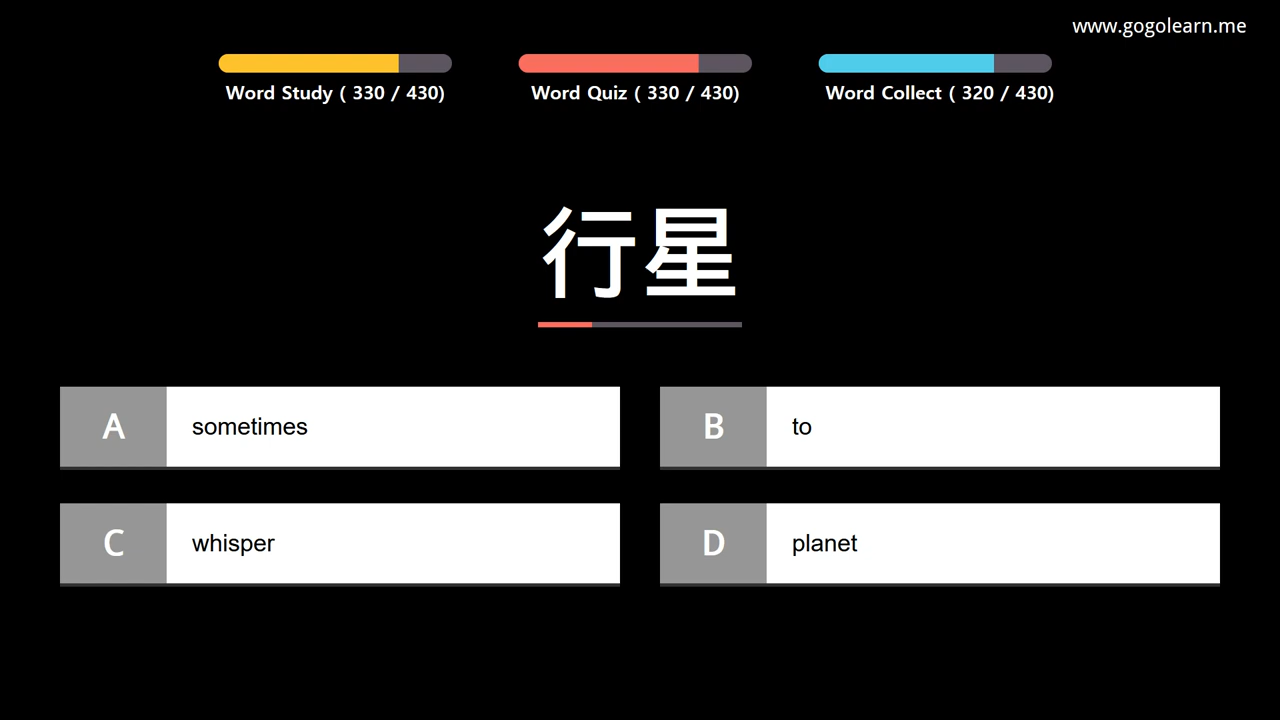 www.gogolearn.me
Word Study ( 330 / 430)
Word Quiz ( 330 / 430)
Word Collect ( 320 / 430)
行星
A sometimes
B to
C whisper
D planet